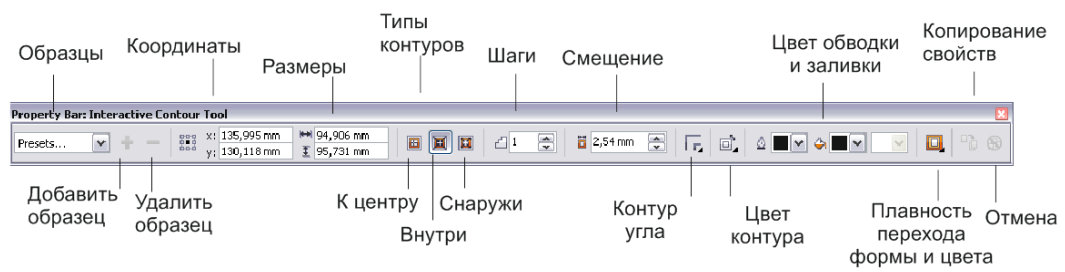 Типы
контуров
Копирование
свойств
Образцы
Координаты
Размеры
Шаги
Смещение
Цвет обводки
и заливки
Property Bar: Interactive Contour Tool
Presets...
x: 135,995 mm
y: 130,118 mm
94,906 mm
95,731 mm
1
2,54 mm
Добавить
образец
Удалить
образец
К центру
Внутри
Снаружи
Контур
угла
Цвет
контура
Плавность
перехода
формы и цвета
Отмена